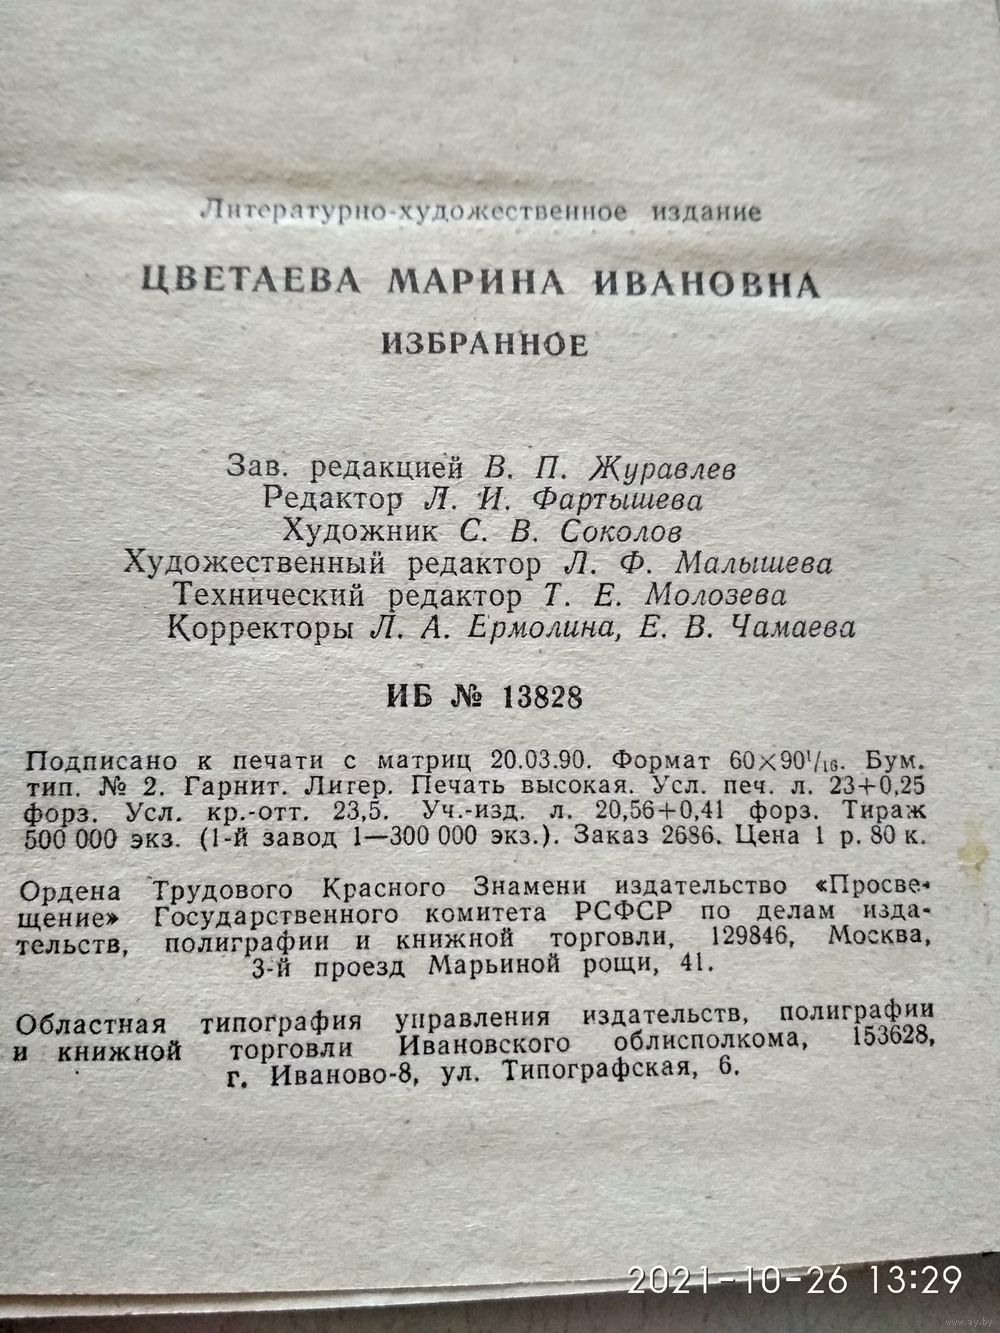 Литературно-художественное издание
ЦВЕТАЕВА МАРИНА ИВАНОВНА
ИЗБРАННОЕ
Зав. редакцией В. П. Журавлев
Редактор Л. И. Фартышева
Художник С. В. Соколов
Художественный редактор Л. Ф. Малышева
Технический редактор Т. Е. Молозева
Корректоры Л. А. Ермолина, Е. В. Чамаева
ИБ № 13828
Подписано к печати с матриц 20.03.90. Формат 60×90¹/₁₆. Бум.
тип. № 2. Гарнит. Литер. Печать высокая. Усл. печ. л. 23+0,25
форз. Усл. кр.-отт. 23,5. Уч.-изд. л. 20,56+0,41 форз. Тираж
500 000 экз. (1-й завод 1—300 000 экз.). Заказ 2686. Цена 1 р. 80 к.
Ордена Трудового Красного Знамени издательство «Просве-
щение» Государственного комитета РСФСР по делам изда-
тельств, полиграфии и книжной торговли, 129846, Москва,
3-й проезд Марьиной рощи, 41.
Областная типография управления издательств, полиграфии
и книжной торговли Ивановского облисполкома, 153628,
г. Иваново-8, ул. Типографская, 6.
2021-10-26 13:29
www.ay.by